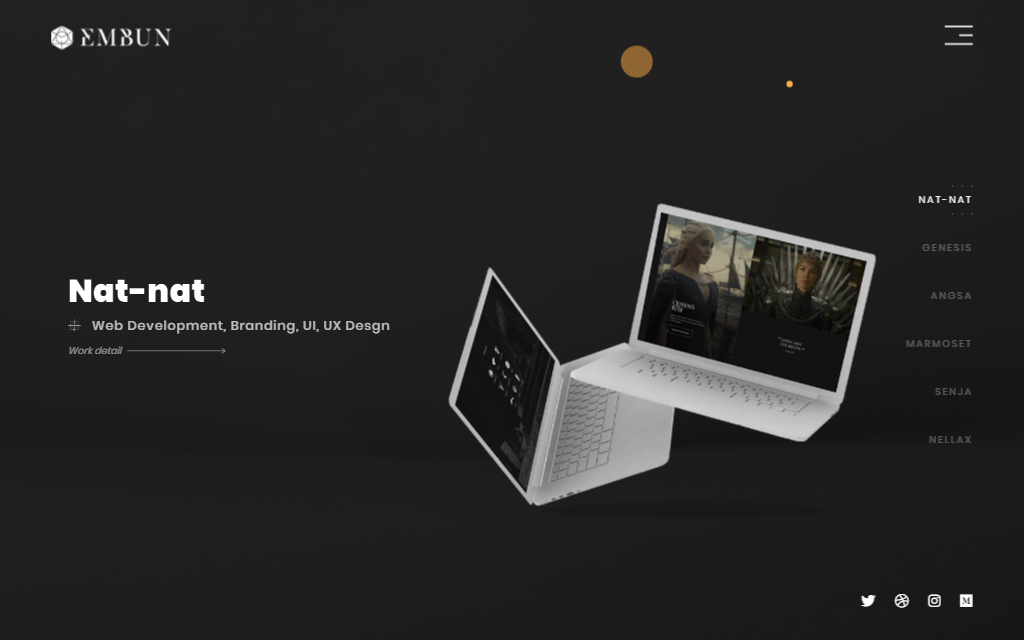 EMBUN
NAT-NAT
GENESIS
ANGSA
MARMOSET
SENJA
NELLAX
Nat-nat
Web Development, Branding, UI, UX Desgn
Work detail
M